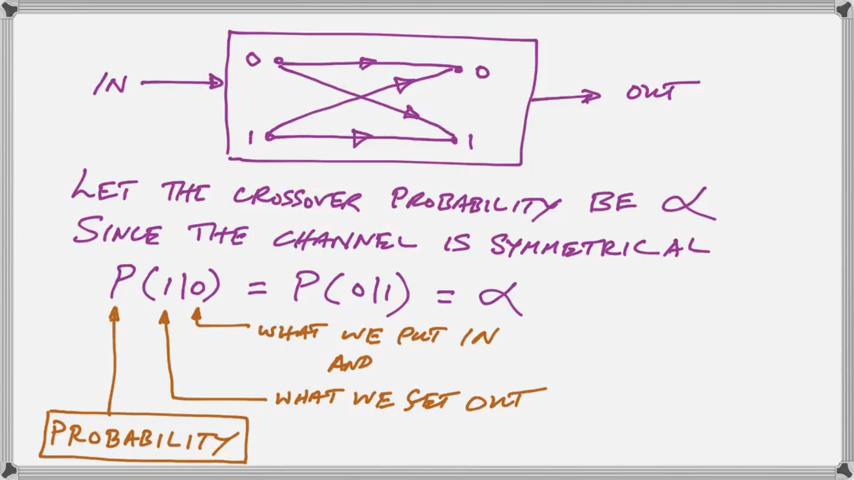 0 0
IN OUT
1 1
LET THE CROSSOVER PROBABILITY BE α
SINCE THE CHANNEL IS SYMMETRICAL
P(1|0) = P(0|1) = α
WHAT WE PUT IN
AND
WHAT WE GET OUT
PROBABILITY